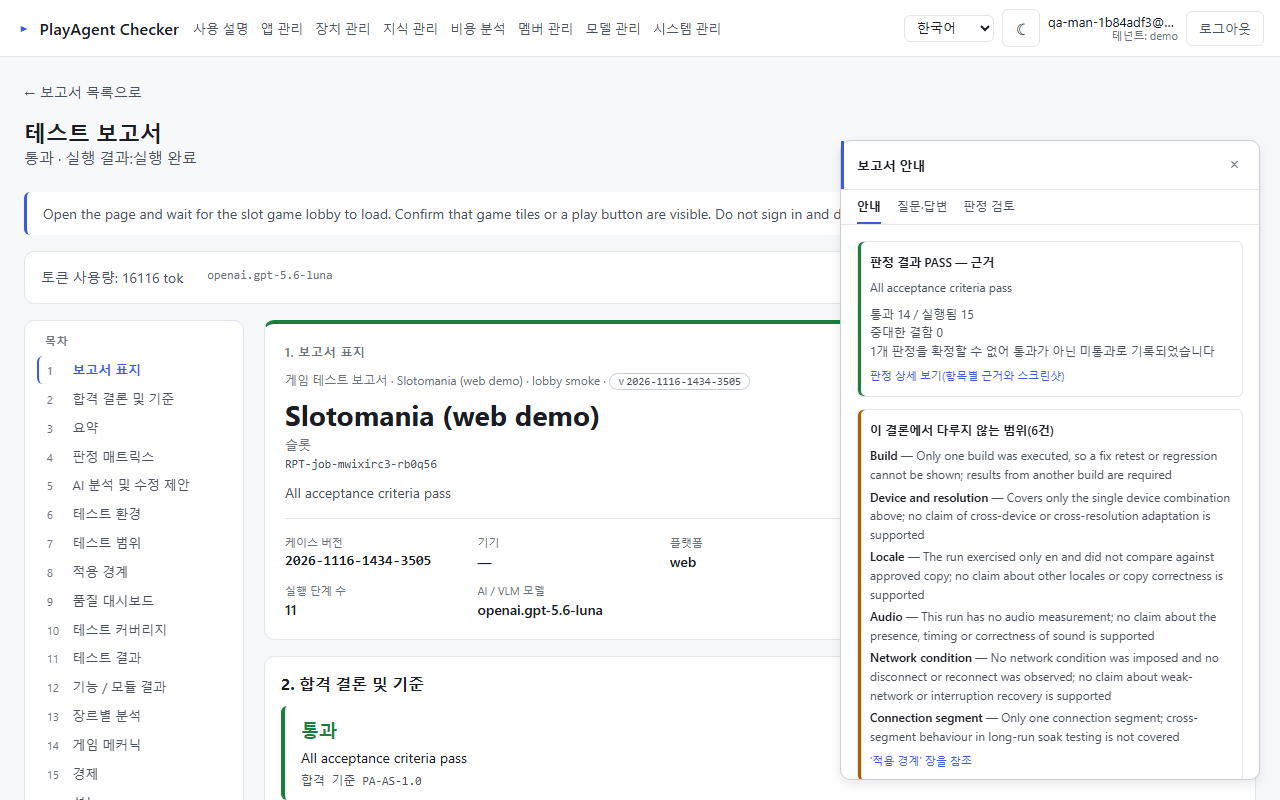 PlayAgent Checker 사용 설명 앱 관리 장치 관리 지식 관리 비용 분석 멤버 관리 모델 관리 시스템 관리 한국어 qa-man-1b84adf3@... 로그아웃
테넌트: demo
← 보고서 목록으로
테스트 보고서
통과 · 실행 결과:실행 완료
Open the page and wait for the slot game lobby to load. Confirm that game tiles or a play button are visible. Do not sign in and d
토큰 사용량: 16116 tok openai.gpt-5.6-luna
목차
1 보고서 표지
2 합격 결론 및 기준
3 요약
4 판정 매트릭스
5 AI 분석 및 수정 제안
6 테스트 환경
7 테스트 범위
8 적용 경계
9 품질 대시보드
10 테스트 커버리지
11 테스트 결과
12 기능 / 모듈 결과
13 장르별 분석
14 게임 메커닉
15 경제
1. 보고서 표지
게임 테스트 보고서 · Slotomania (web demo) · lobby smoke · v 2026-1116-1434-3505
Slotomania (web demo)
슬롯
RPT-job-mwixirc3-rb0q56
All acceptance criteria pass
케이스 버전 기기 플랫폼
2026-1116-1434-3505 — web
실행 단계 수 AI / VLM 모델
11 openai.gpt-5.6-luna
2. 합격 결론 및 기준
통과
All acceptance criteria pass
합격 기준 PA-AS-1.0
보고서 안내 ×
안내 질문·답변 판정 검토
판정 결과 PASS — 근거
All acceptance criteria pass
통과 14 / 실행됨 15
중대한 결함 0
1개 판정을 확정할 수 없어 통과가 아닌 미통과로 기록되었습니다
판정 상세 보기(항목별 근거와 스크린샷)
이 결론에서 다루지 않는 범위(6건)
Build — Only one build was executed, so a fix retest or regression
cannot be shown; results from another build are required
Device and resolution — Covers only the single device combination
above; no claim of cross-device or cross-resolution adaptation is
supported
Locale — The run exercised only en and did not compare against
approved copy; no claim about other locales or copy correctness is
supported
Audio — This run has no audio measurement; no claim about the
presence, timing or correctness of sound is supported
Network condition — No network condition was imposed and no
disconnect or reconnect was observed; no claim about weak-
network or interruption recovery is supported
Connection segment — Only one connection segment; cross-
segment behaviour in long-run soak testing is not covered
'적용 경계' 장을 참조